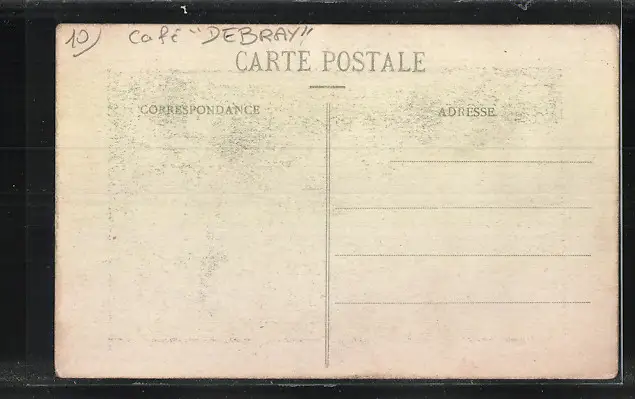 10) Café "DEBRAY"
CARTE POSTALE
CORRESPONDANCE
ADRESSE